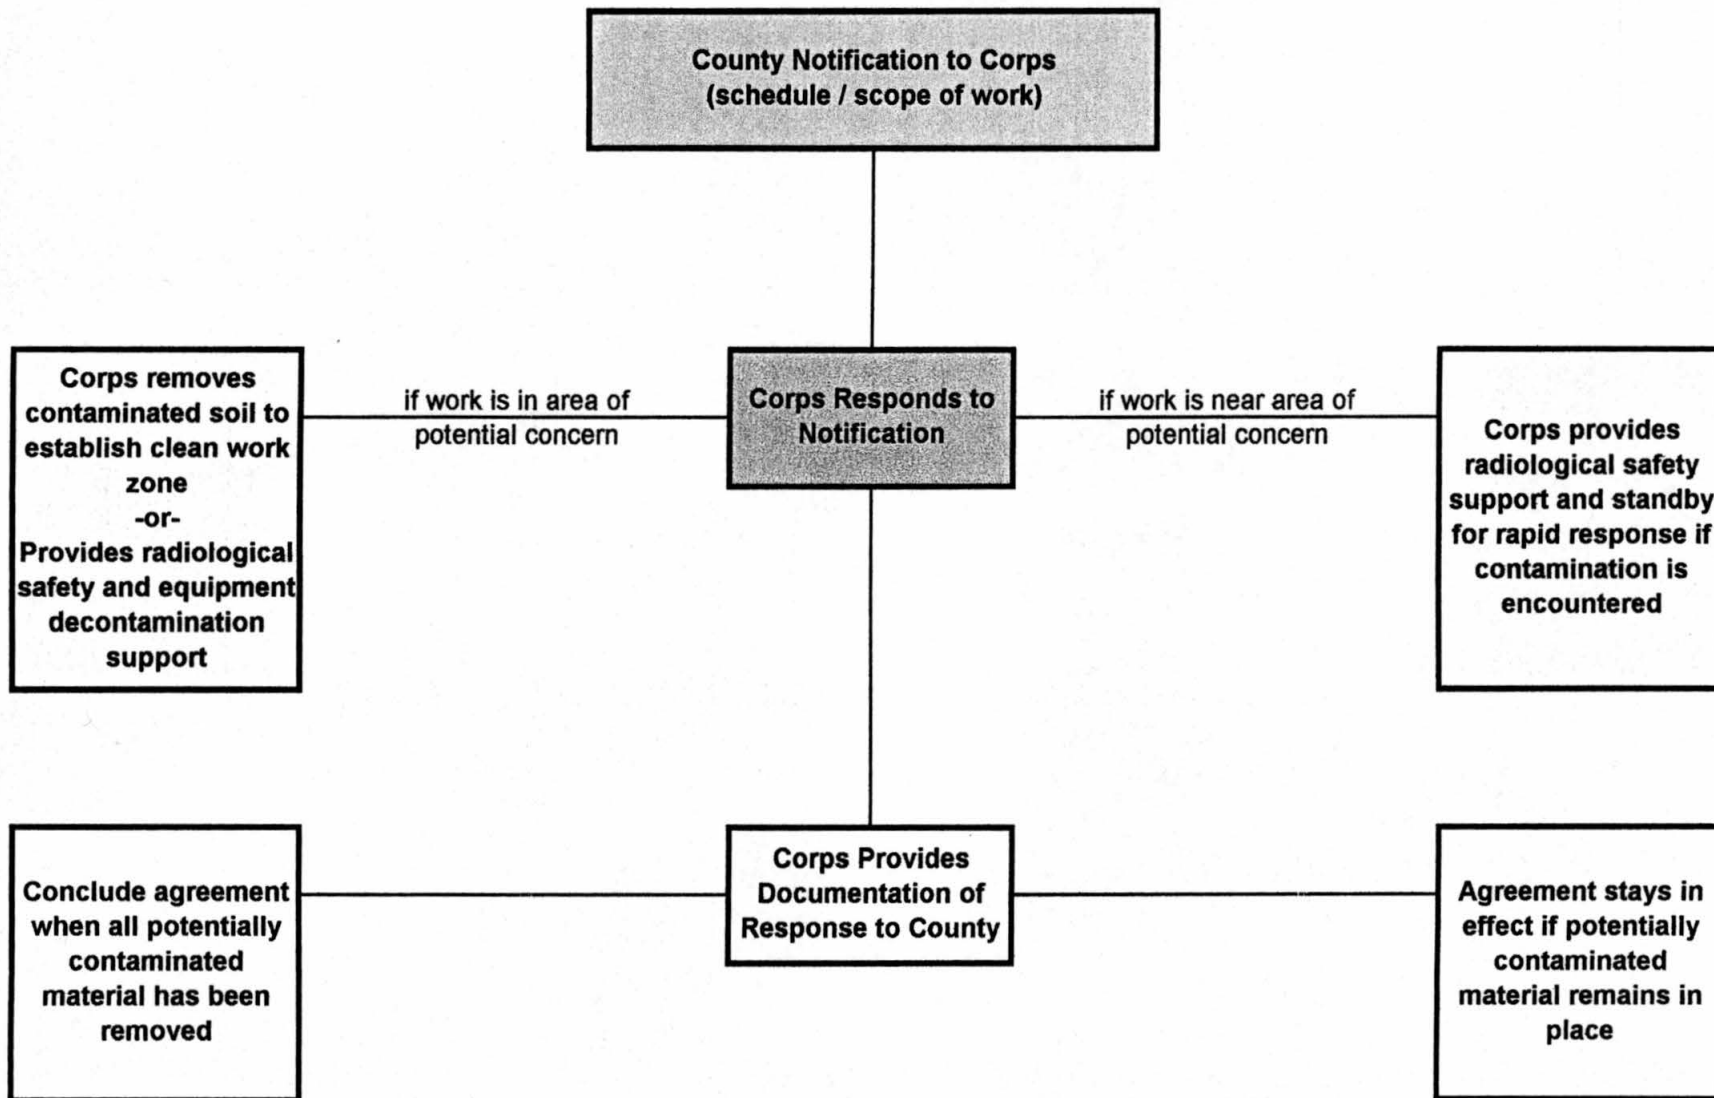 County Notification to Corps
(schedule / scope of work)
Corps removes
contaminated soil to
establish clean work
zone
-or-
Provides radiological
safety and equipment
decontamination
support
if work is in area of
potential concern
Corps Responds to
Notification
if work is near area of
potential concern
Corps provides
radiological safety
support and standby
for rapid response if
contamination is
encountered
Conclude agreement
when all potentially
contaminated
material has been
removed
Corps Provides
Documentation of
Response to County
Agreement stays in
effect if potentially
contaminated
material remains in
place